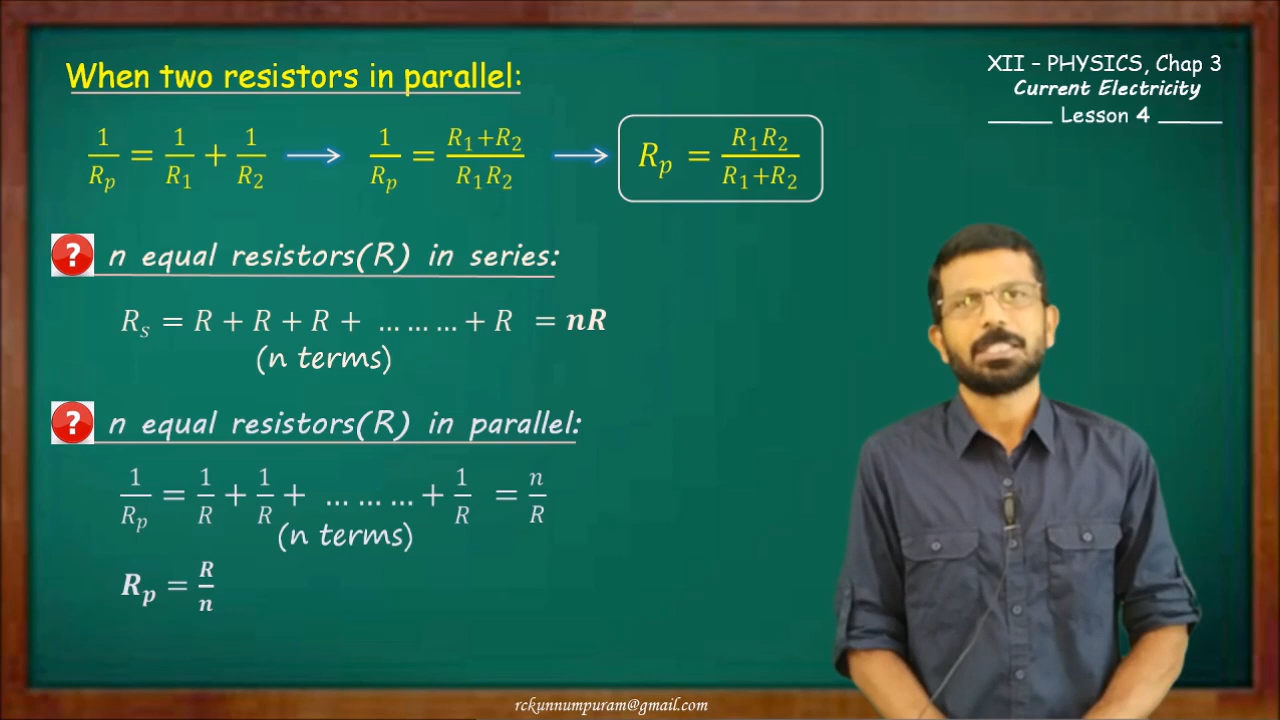 When two resistors in parallel:
XII – PHYSICS, Chap 3
Current Electricity
______ Lesson 4 ______
1/Rₚ = 1/R₁ + 1/R₂ ⟶ 1/Rₚ = (R₁+R₂)/(R₁R₂) ⟶ Rₚ = (R₁R₂)/(R₁+R₂)
? n equal resistors(R) in series:
Rₛ = R + R + R + ……… + R = nR
(n terms)
? n equal resistors(R) in parallel:
1/Rₚ = 1/R + 1/R + ……… + 1/R = n/R
(n terms)
Rₚ = R/n
rckunnumpuram@gmail.com